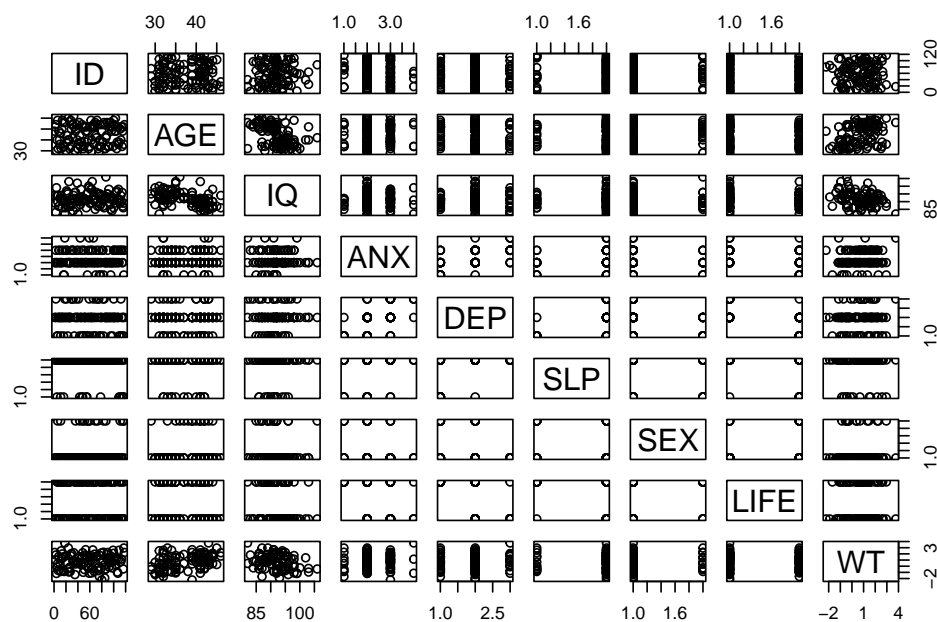 30 40 1.0 3.0 1.0 1.6 1.0 1.6
ID 0 120
30 AGE
IQ 85
1.0 ANX
DEP 1.0
1.0 SLP
SEX 1.0
1.0 LIFE
WT −2 3
0 60 85 100 1.0 2.5 1.0 1.6 −2 1 4